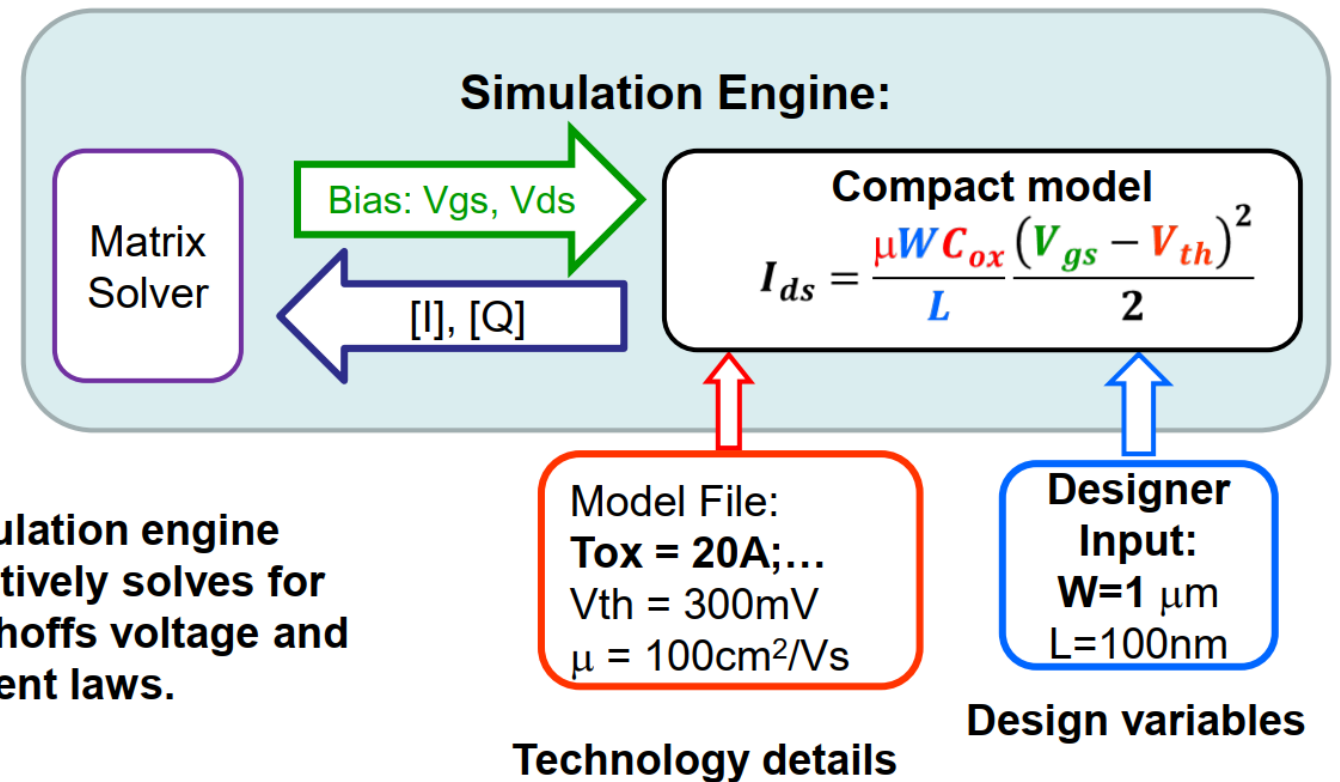 Simulation Engine:
Matrix
Solver
Bias: Vgs, Vds
[I], [Q]
Compact model
I_ds = μWC_ox/L (V_gs − V_th)²/2
Model File:
Tox = 20A;...
Vth = 300mV
μ = 100cm²/Vs
Technology details
Designer
Input:
W=1 μm
L=100nm
Design variables
ulation engine
tively solves for
hoffs voltage and
ent laws.